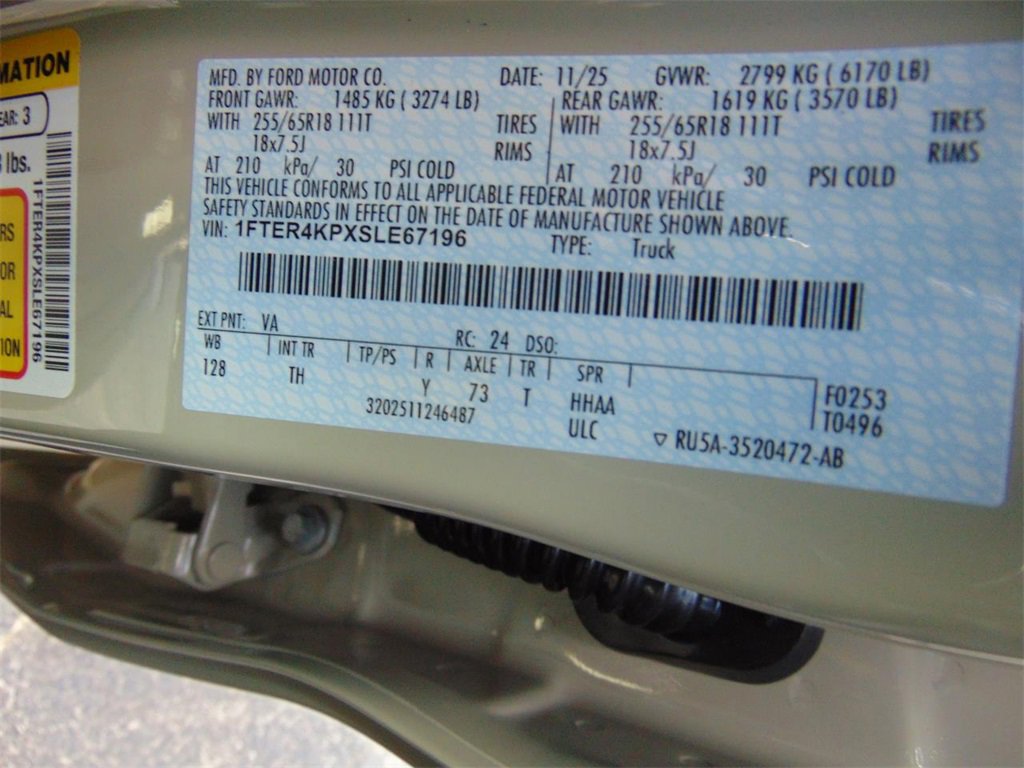 MATION
EAR: 3
lbs.
RS
OR
AL
ION
1FTER4KPXSLE67196
MFD. BY FORD MOTOR CO. DATE: 11/25 GVWR: 2799 KG ( 6170 LB)
FRONT GAWR: 1485 KG ( 3274 LB) REAR GAWR: 1619 KG ( 3570 LB)
WITH 255/65R18 111T TIRES WITH 255/65R18 111T TIRES
18x7.5J RIMS 18x7.5J RIMS
AT 210 kPa/ 30 PSI COLD AT 210 kPa/ 30 PSI COLD
THIS VEHICLE CONFORMS TO ALL APPLICABLE FEDERAL MOTOR VEHICLE
SAFETY STANDARDS IN EFFECT ON THE DATE OF MANUFACTURE SHOWN ABOVE.
VIN: 1FTER4KPXSLE67196 TYPE: Truck
EXT PNT: VA RC: 24 DSO:
WB INT TR TP/PS R AXLE TR SPR
128 TH Y 73 T HHAA F0253
3202511246487 ULC T0496
▽ RU5A-3520472-AB